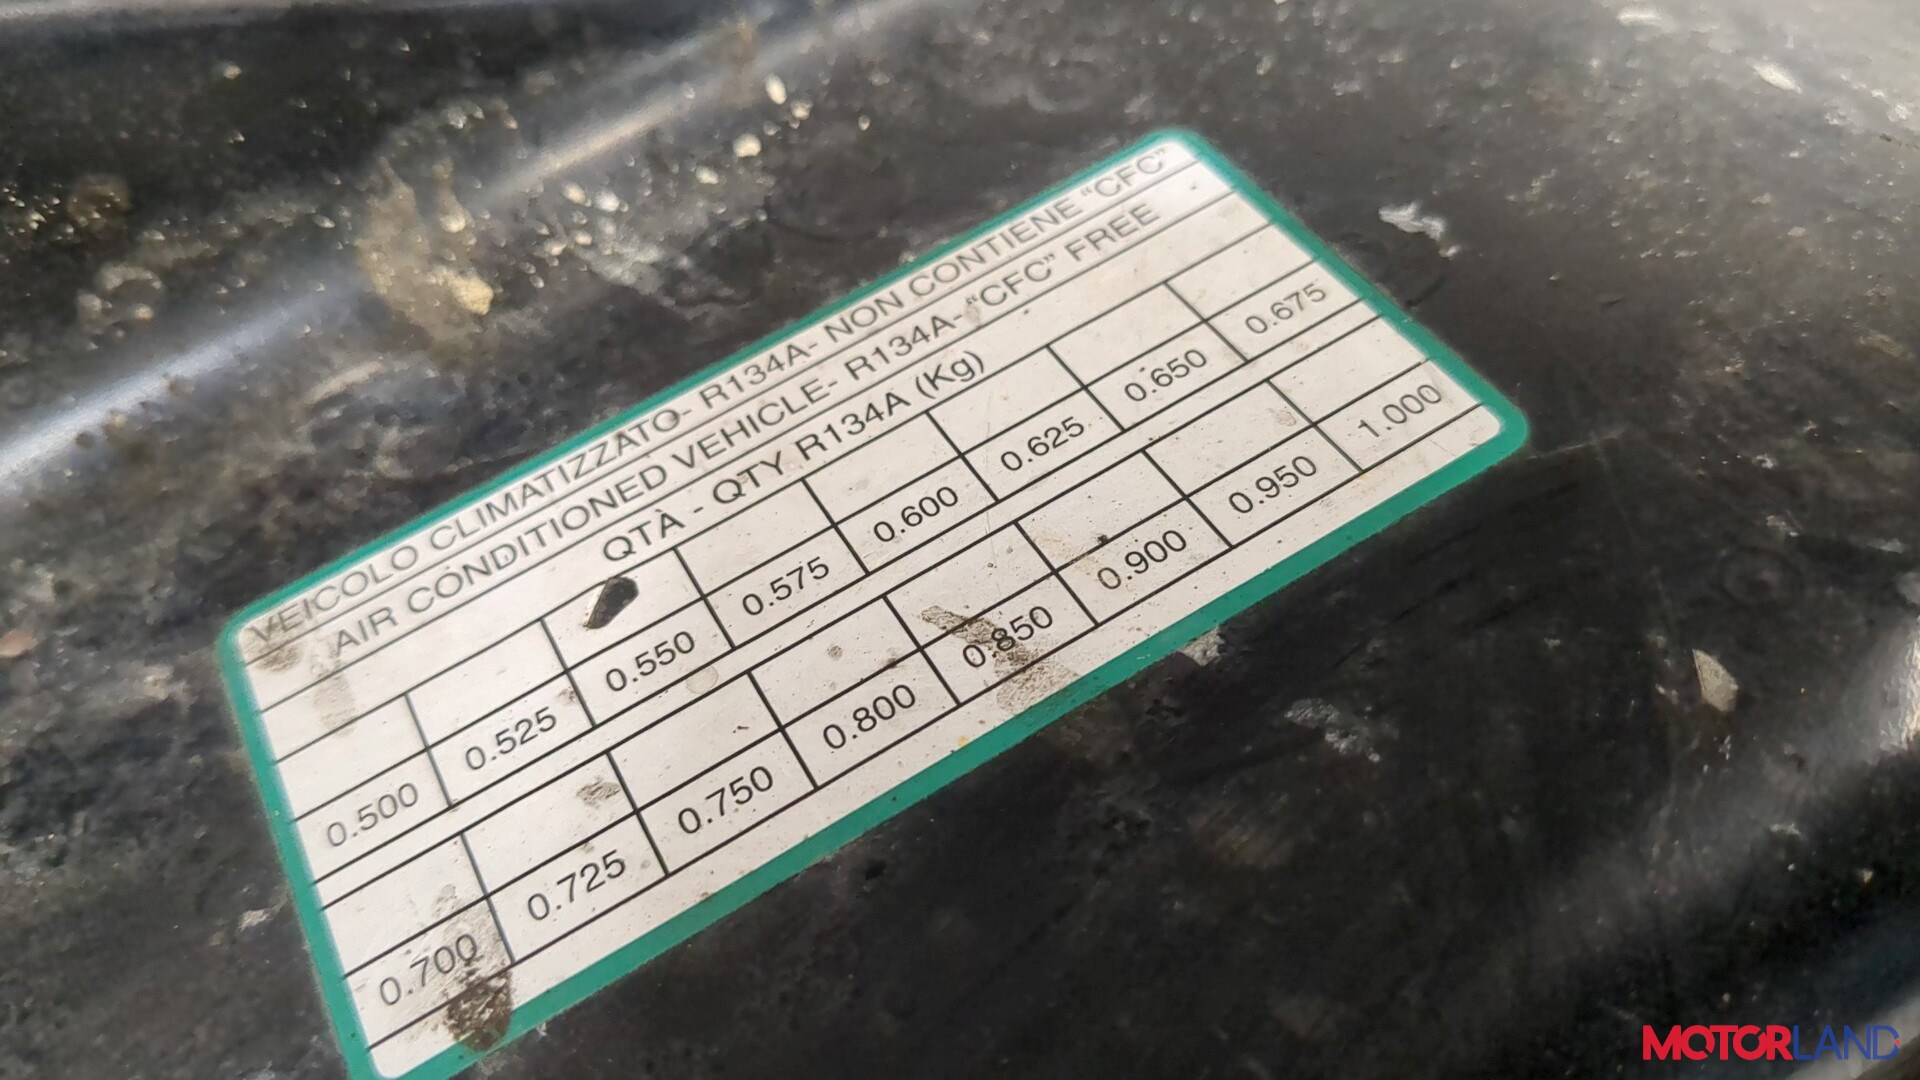 VEICOLO CLIMATIZZATO- R134A- NON CONTIENE "CFC"
AIR CONDITIONED VEHICLE- R134A- "CFC" FREE
QTÀ - QTY R134A (Kg)
0.500 0.525 0.550 0.575 0.600 0.625 0.650 0.675
0.700 0.725 0.750 0.800 0.850 0.900 0.950 1.000
MOTORLAND